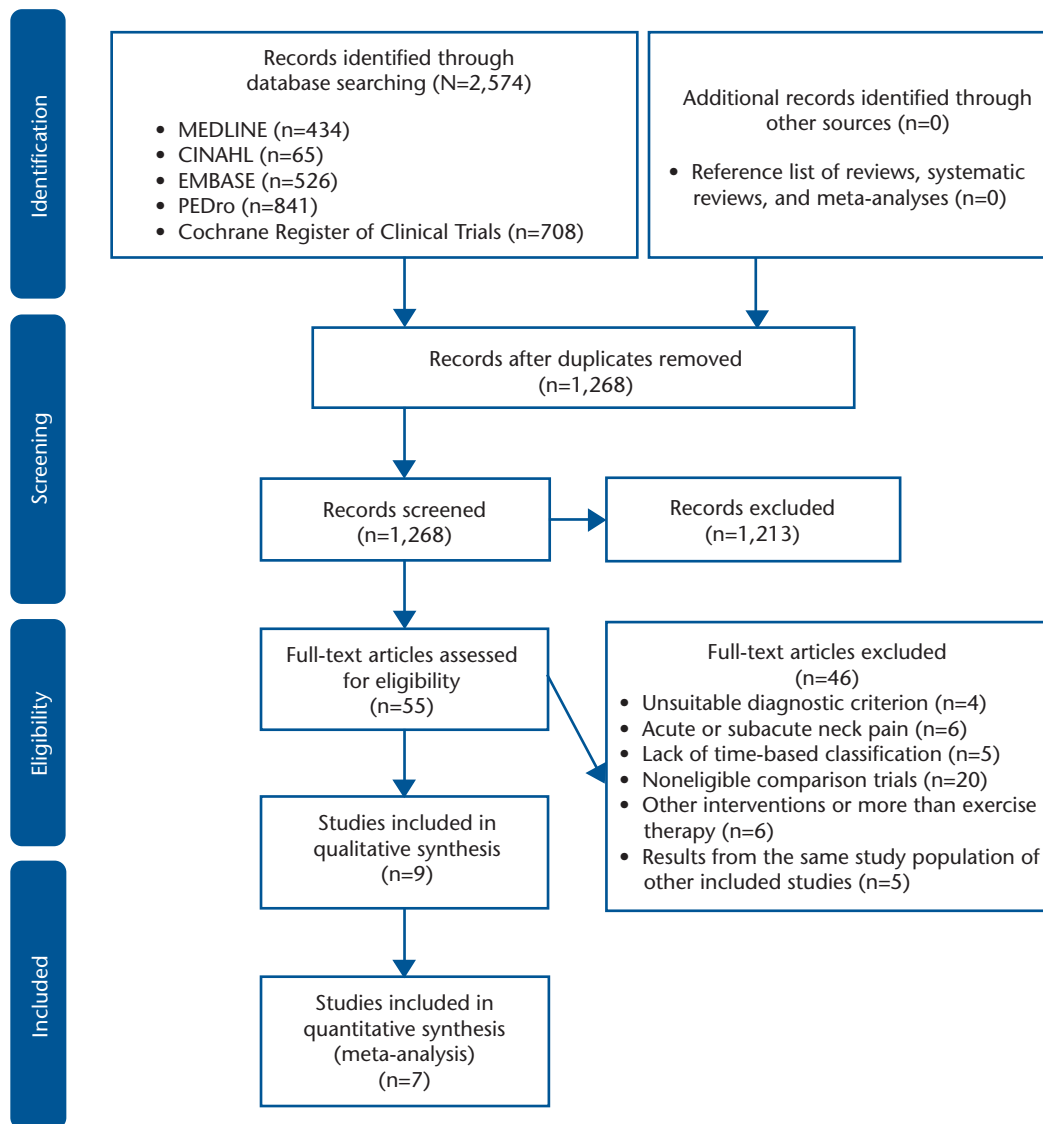 Identification
Records identified through
database searching (N=2,574)
• MEDLINE (n=434)
• CINAHL (n=65)
• EMBASE (n=526)
• PEDro (n=841)
• Cochrane Register of Clinical Trials (n=708)
Additional records identified through
other sources (n=0)
• Reference list of reviews, systematic
reviews, and meta-analyses (n=0)
Screening
Records after duplicates removed
(n=1,268)
Records screened
(n=1,268)
Records excluded
(n=1,213)
Eligibility
Full-text articles assessed
for eligibility
(n=55)
Full-text articles excluded
(n=46)
• Unsuitable diagnostic criterion (n=4)
• Acute or subacute neck pain (n=6)
• Lack of time-based classification (n=5)
• Noneligible comparison trials (n=20)
• Other interventions or more than exercise
therapy (n=6)
• Results from the same study population of
other included studies (n=5)
Studies included in
qualitative synthesis
(n=9)
Included
Studies included in
quantitative synthesis
(meta-analysis)
(n=7)